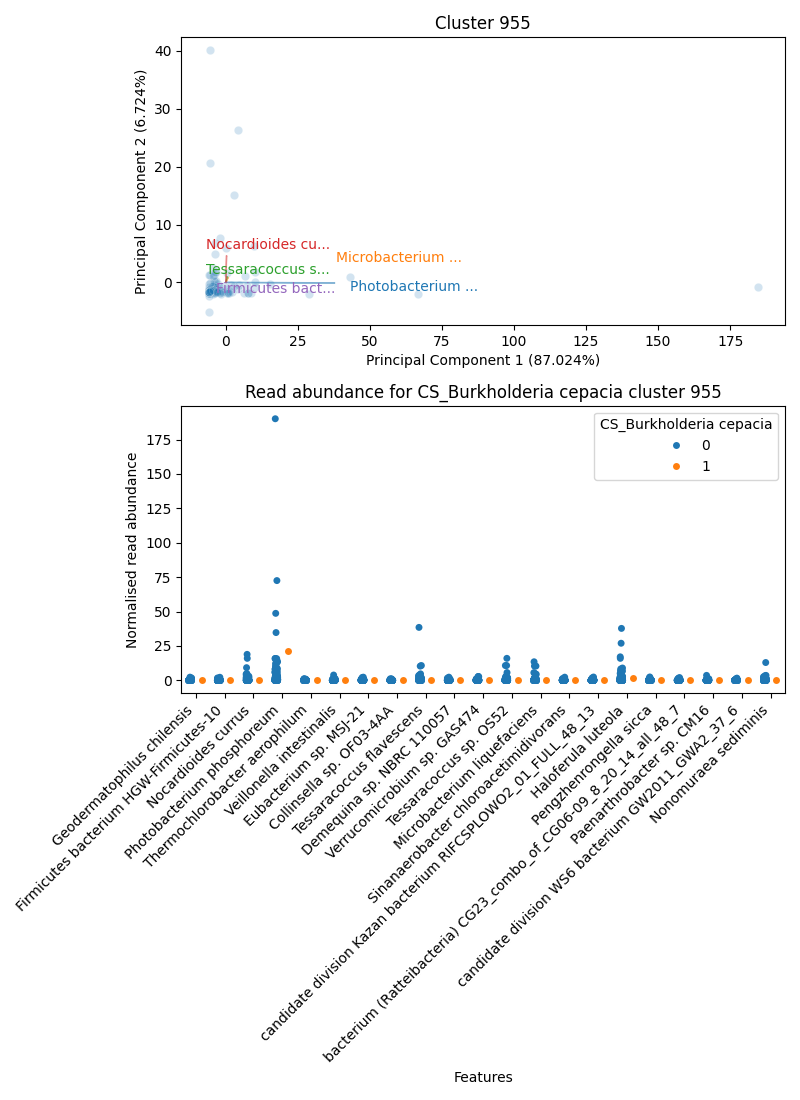 Cluster 955
Principal Component 2 (6.724%)
40
30
20
10
0
Nocardioides cu...
Microbacterium ...
Tessaracoccus s...
Firmicutes bact...
Photobacterium ...
0
25
50
75
100
125
150
175
Principal Component 1 (87.024%)
Read abundance for CS_Burkholderia cepacia cluster 955
Normalised read abundance
175
150
125
100
75
50
25
0
CS_Burkholderia cepacia
0
1
Geodermatophilus chilensis
Firmicutes bacterium HGW-Firmicutes-10
Nocardioides currus
Photobacterium phosphoreum
Thermochlorobacter aerophilum
Veillonella intestinalis
Eubacterium sp. MSJ-21
Collinsella sp. OF03-4AA
Tessaracoccus flavescens
Demequina sp. NBRC 110057
Verrucomicrobium sp. GAS474
Tessaracoccus sp. OS52
Microbacterium liquefaciens
Sinanaerobacter chloroacetimidivorans
candidate division Kazan bacterium RIFCSPLOWO2_01_FULL_48_13
Haloferula luteola
Pengzhenrongella sicca
bacterium (Ratteibacteria) CG23_combo_of_CG06-09_8_20_14_all_48_7
Paenarthrobacter sp. CM16
candidate division WS6 bacterium GW2011_GWA2_37_6
Nonomuraea sediminis
Features